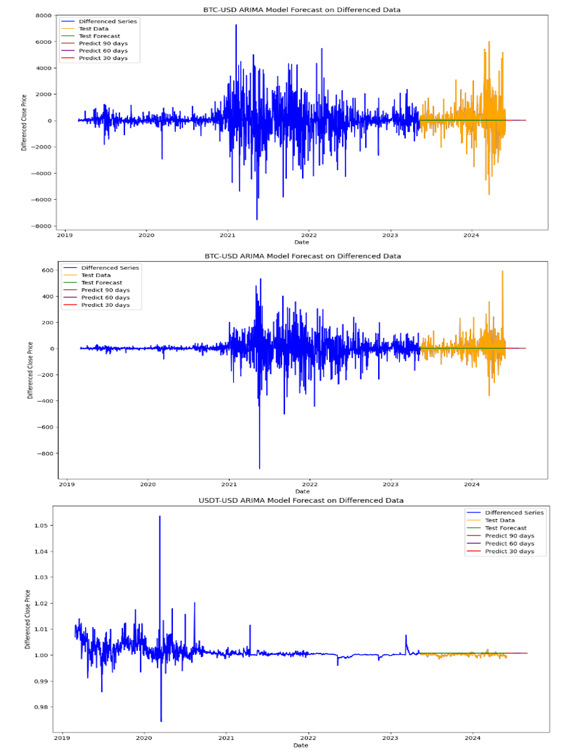 BTC-USD ARIMA Model Forecast on Differenced Data
Differenced Series
Test Data
Test Forecast
Predict 90 days
Predict 60 days
Predict 30 days
8000
6000
4000
2000
0
−2000
−4000
−6000
−8000
Differenced Close Price
2019 2020 2021 2022 2023 2024
Date
BTC-USD ARIMA Model Forecast on Differenced Data
Differenced Series
Test Data
Test Forecast
Predict 90 days
Predict 60 days
Predict 30 days
600
400
200
0
−200
−400
−600
−800
Differenced Close Price
2019 2020 2021 2022 2023 2024
Date
USDT-USD ARIMA Model Forecast on Differenced Data
Differenced Series
Test Data
Test Forecast
Predict 90 days
Predict 60 days
Predict 30 days
1.05
1.04
1.03
1.02
1.01
1.00
0.99
0.98
Differenced Close Price
2019 2020 2021 2022 2023 2024
Date